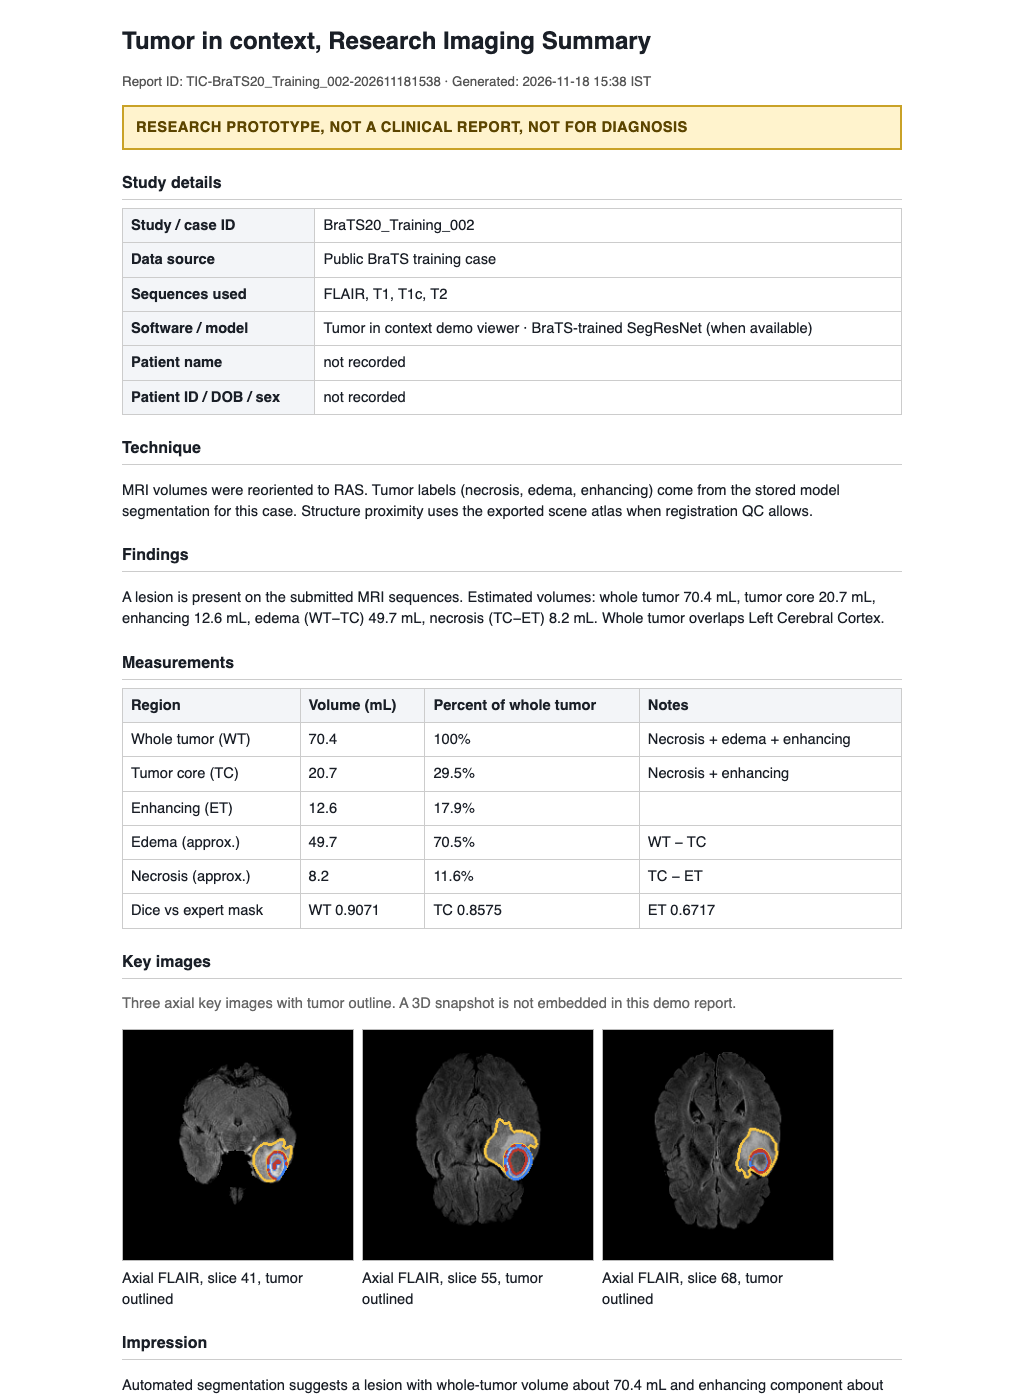 Tumor in context, Research Imaging Summary
Report ID: TIC-BraTS20_Training_002-202611181538 · Generated: 2026-11-18 15:38 IST
RESEARCH PROTOTYPE, NOT A CLINICAL REPORT, NOT FOR DIAGNOSIS
Study details
Study / case ID BraTS20_Training_002
Data source Public BraTS training case
Sequences used FLAIR, T1, T1c, T2
Software / model Tumor in context demo viewer · BraTS-trained SegResNet (when available)
Patient name not recorded
Patient ID / DOB / sex not recorded
Technique
MRI volumes were reoriented to RAS. Tumor labels (necrosis, edema, enhancing) come from the stored model
segmentation for this case. Structure proximity uses the exported scene atlas when registration QC allows.
Findings
A lesion is present on the submitted MRI sequences. Estimated volumes: whole tumor 70.4 mL, tumor core 20.7 mL,
enhancing 12.6 mL, edema (WT−TC) 49.7 mL, necrosis (TC−ET) 8.2 mL. Whole tumor overlaps Left Cerebral Cortex.
Measurements
Region Volume (mL) Percent of whole tumor Notes
Whole tumor (WT) 70.4 100% Necrosis + edema + enhancing
Tumor core (TC) 20.7 29.5% Necrosis + enhancing
Enhancing (ET) 12.6 17.9%
Edema (approx.) 49.7 70.5% WT − TC
Necrosis (approx.) 8.2 11.6% TC − ET
Dice vs expert mask WT 0.9071 TC 0.8575 ET 0.6717
Key images
Three axial key images with tumor outline. A 3D snapshot is not embedded in this demo report.
Axial FLAIR, slice 41, tumor
outlined
Axial FLAIR, slice 55, tumor
outlined
Axial FLAIR, slice 68, tumor
outlined
Impression
Automated segmentation suggests a lesion with whole-tumor volume about 70.4 mL and enhancing component about